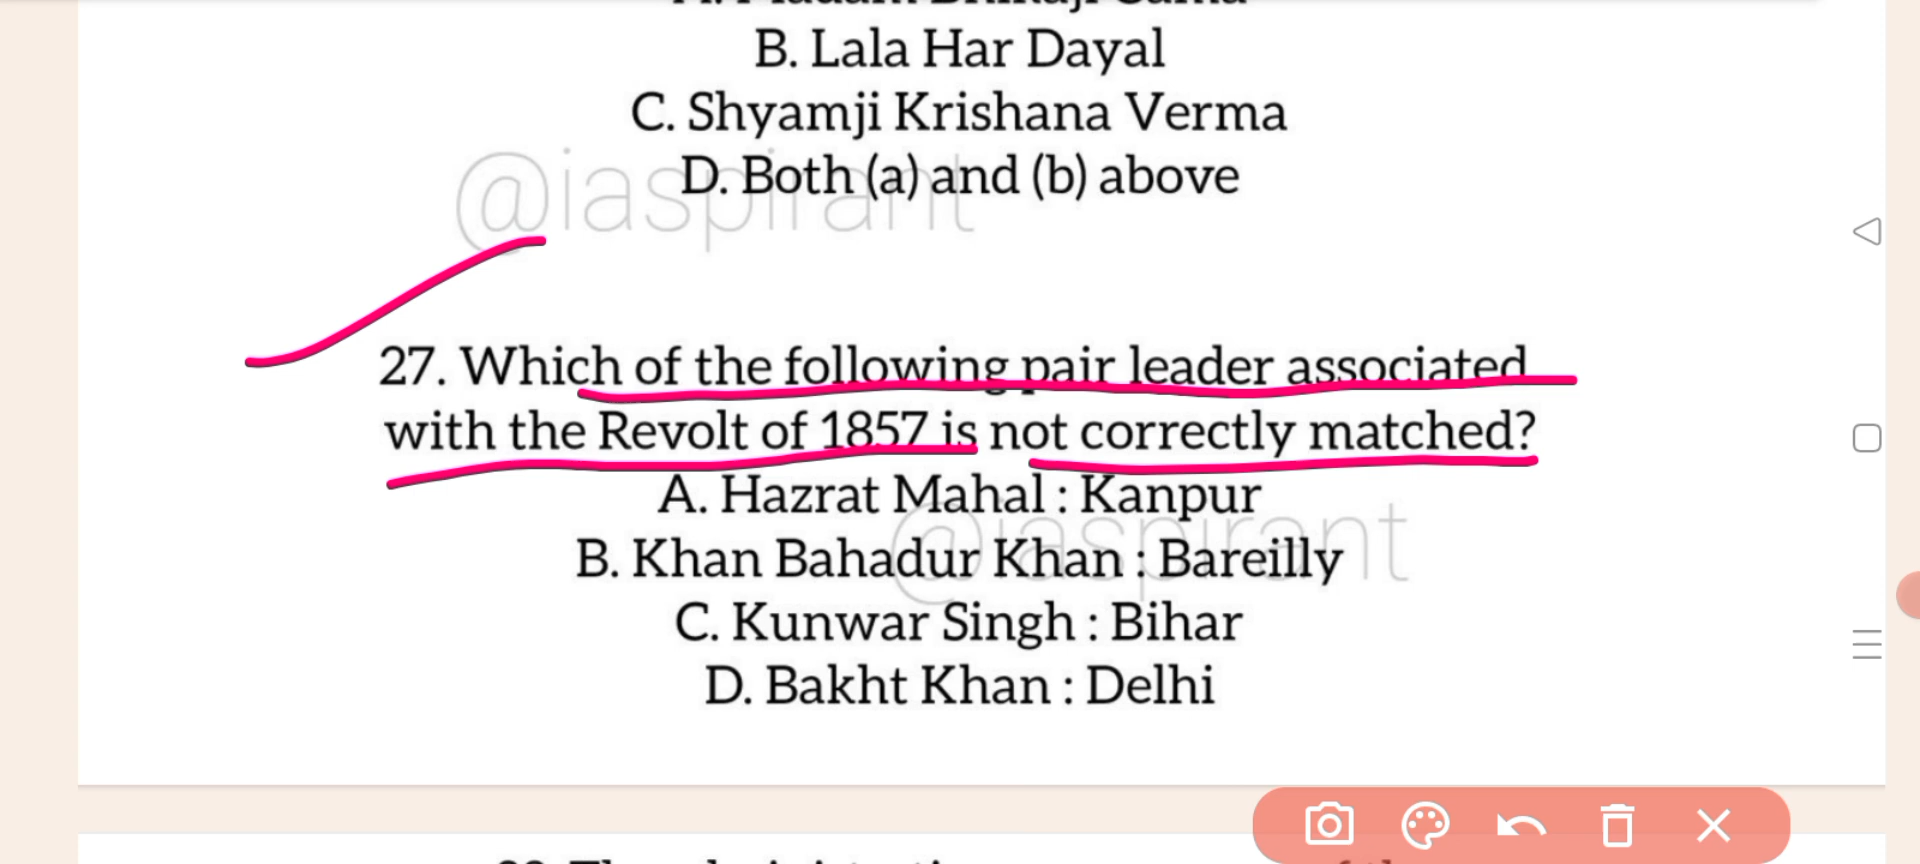 B. Lala Har Dayal
C. Shyamji Krishana Verma
D. Both (a) and (b) above
@iaspirant
27. Which of the following pair leader associated
with the Revolt of 1857 is not correctly matched?
A. Hazrat Mahal : Kanpur
@iaspirant
B. Khan Bahadur Khan : Bareilly
C. Kunwar Singh : Bihar
D. Bakht Khan : Delhi